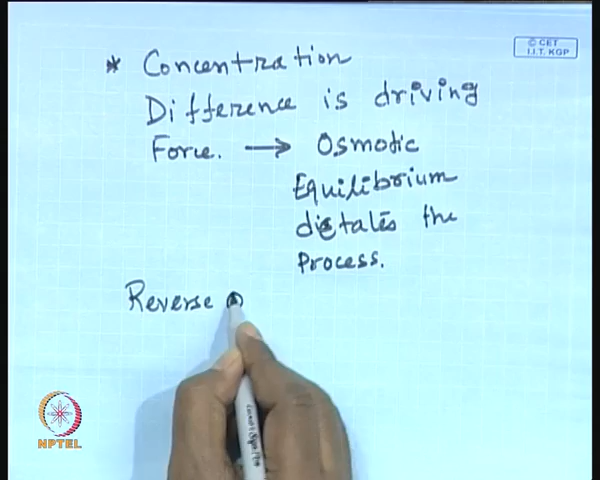 * Concentration
Difference is driving
Force. → Osmotic
Equilibrium
dictates the
Process.
Reverse
© CET
I.I.T. KGP
NPTEL